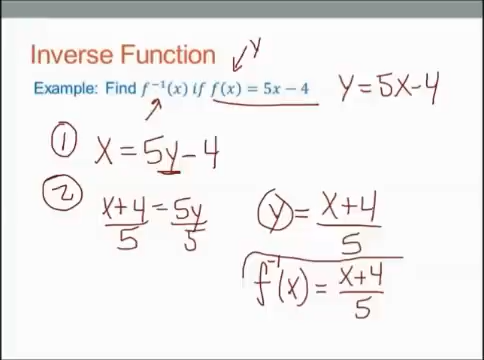 Inverse Function
y
Example: Find f⁻¹(x) if f(x) = 5x − 4
y = 5x-4
① x = 5y - 4
② x+4/5 = 5y/5
y = x+4/5
f⁻¹(x) = x+4/5